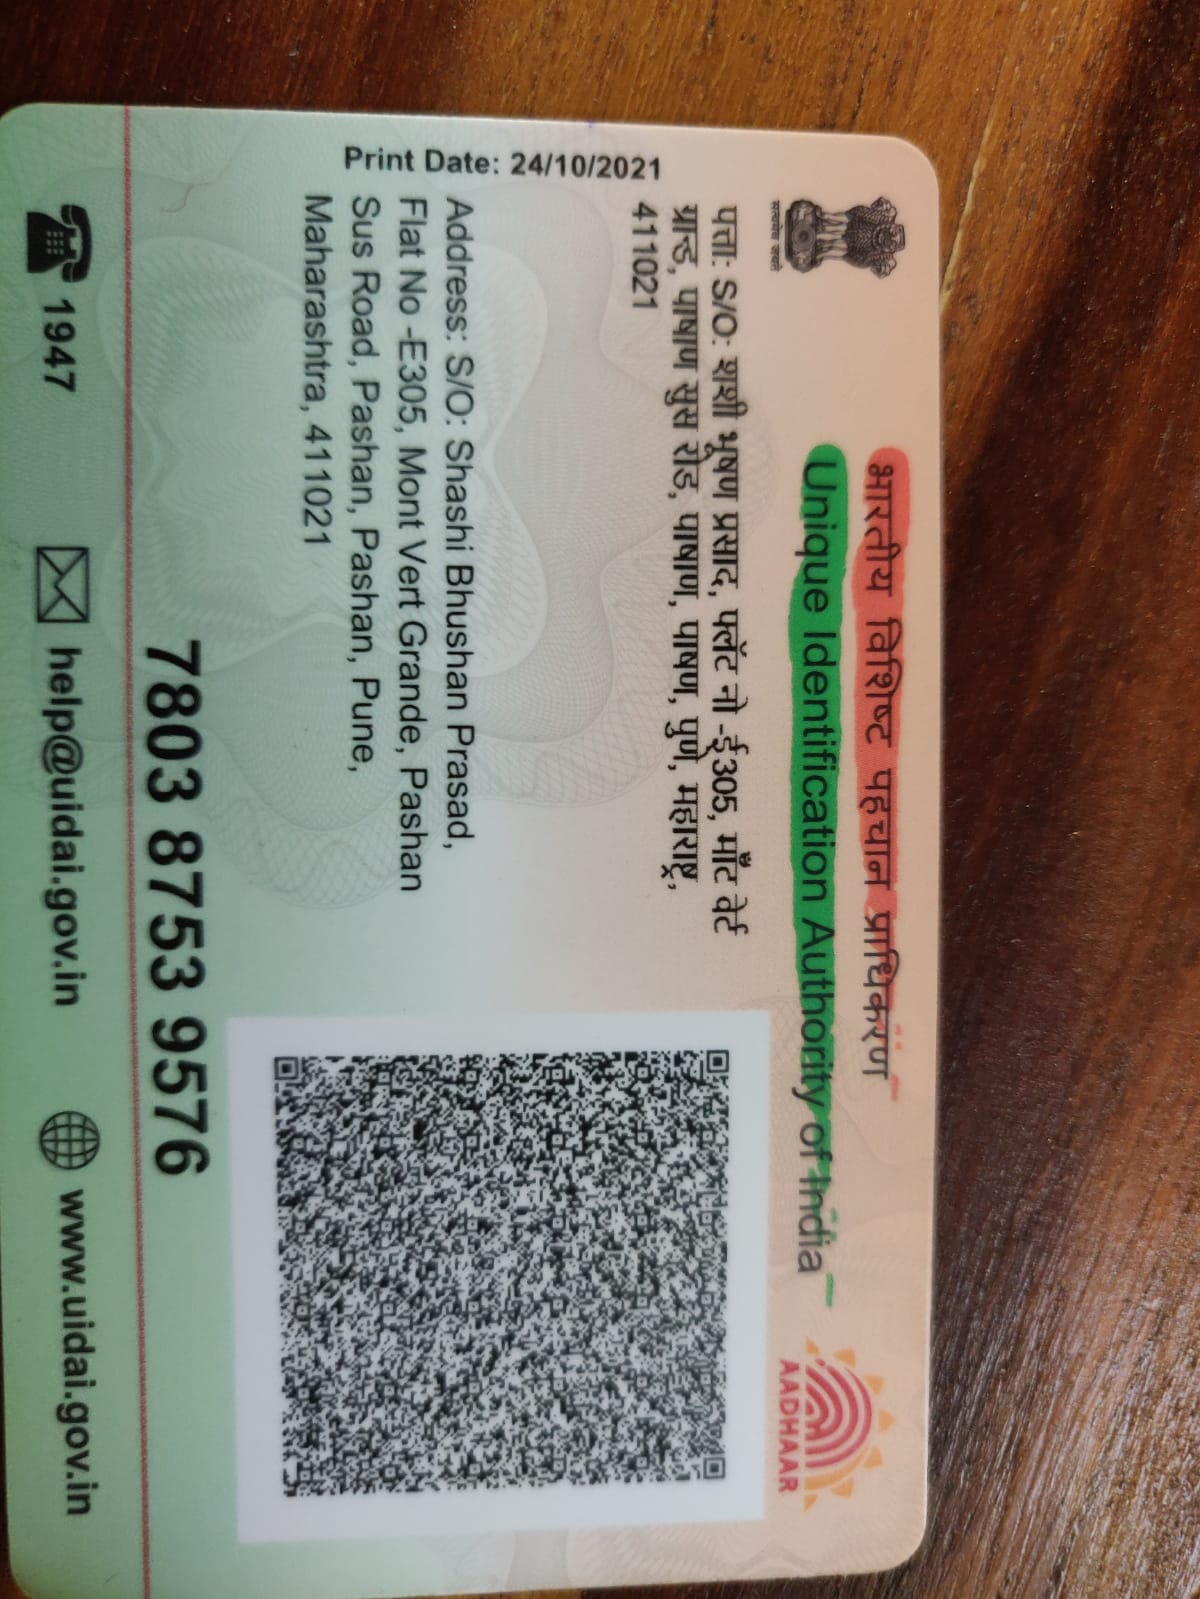 भारतीय विशिष्ट पहचान प्राधिकरण
Unique Identification Authority of India
सत्यमेव जयते
AADHAAR
पत्ता: S/O: शशी भूषण प्रसाद, फ्लॅट नो -ई305, मोंट वेर्ट
ग्रान्ड, पाषाण सुस रोड, पाषाण, पाषण, पुणे, महाराष्ट्र,
411021
Print Date: 24/10/2021
Address: S/O: Shashi Bhushan Prasad,
Flat No -E305, Mont Vert Grande, Pashan
Sus Road, Pashan, Pashan, Pune,
Maharashtra, 411021
7803 8753 9576
1947
help@uidai.gov.in
www.uidai.gov.in